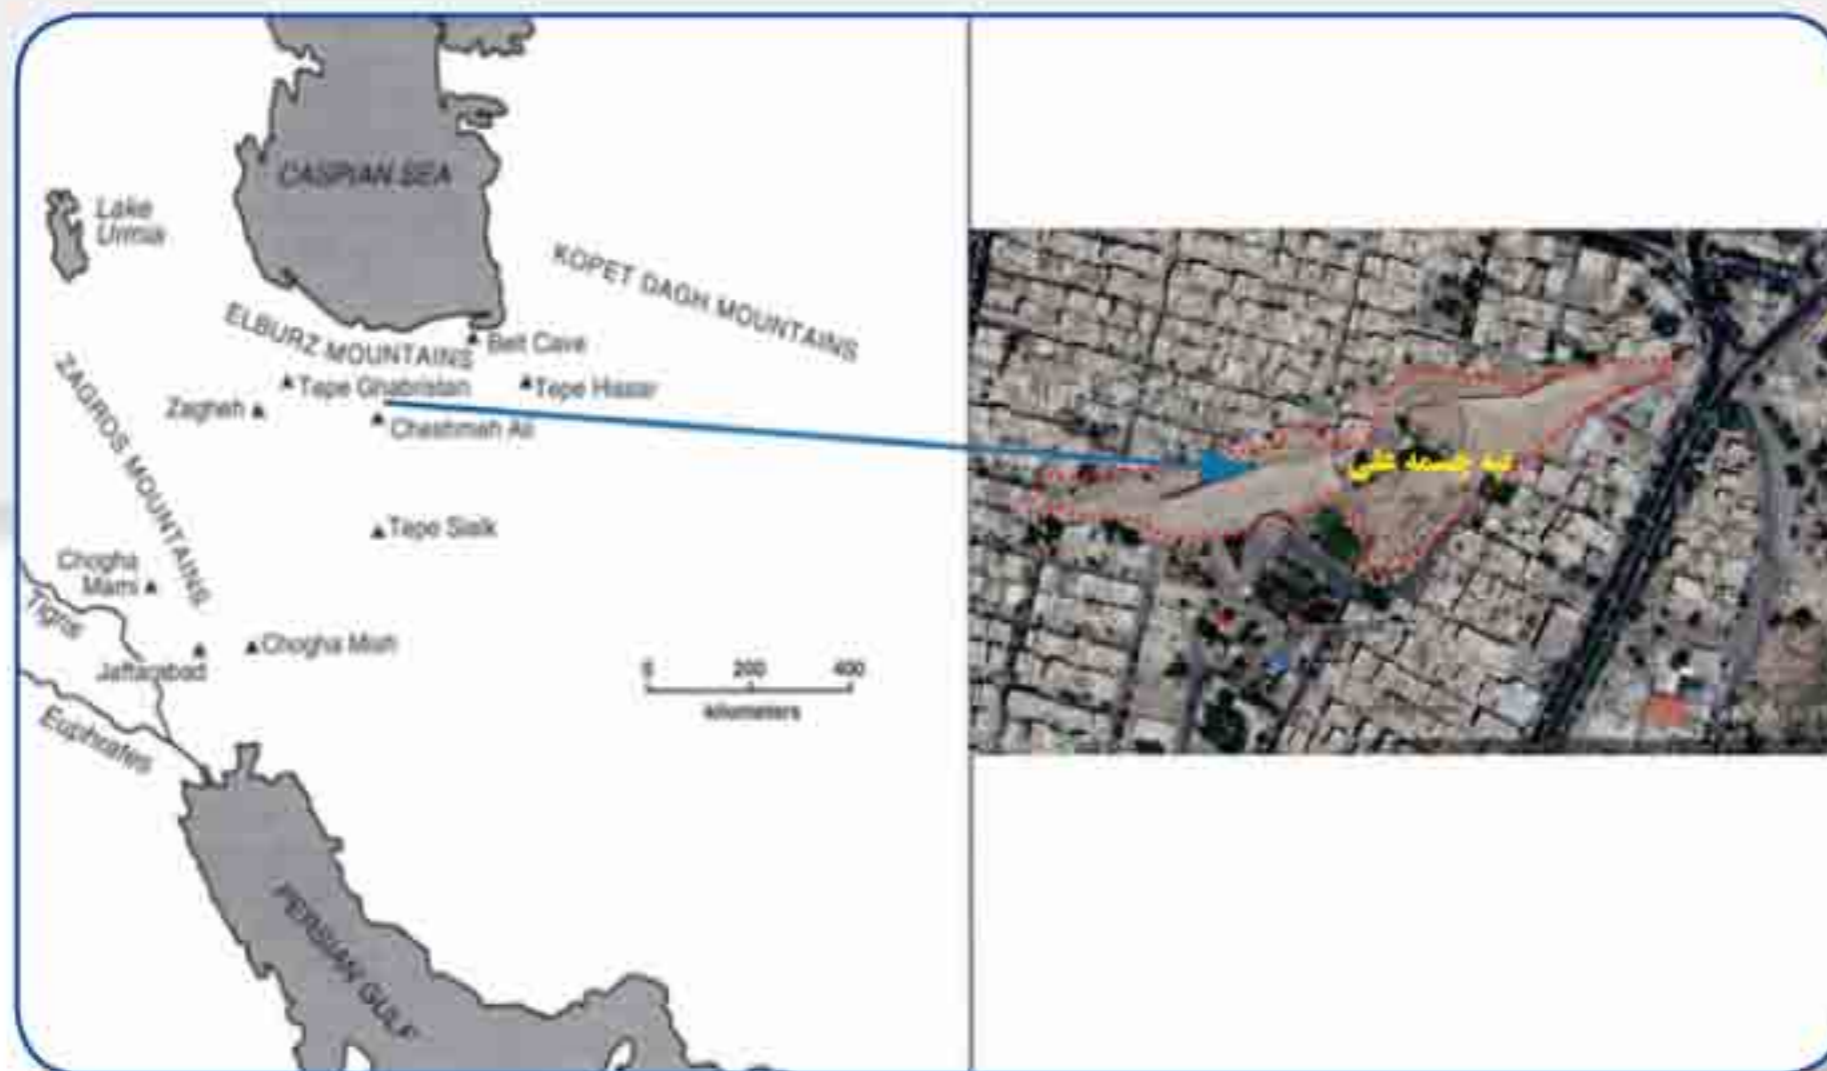 CASPIAN SEA
Lake
Urmia
KOPET DAGH MOUNTAINS
ELBURZ MOUNTAINS
Belt Cave
Tepe Ghabristan
Tepe Hissar
Zagheh
Cheshmeh Ali
ZAGROS MOUNTAINS
تپه چشمه علی
Tepe Sialk
Chogha
Mami
Tigris
Jaffarabad
Chogha Mish
0 200 400
kilometers
Euphrates
PERSIAN GULF